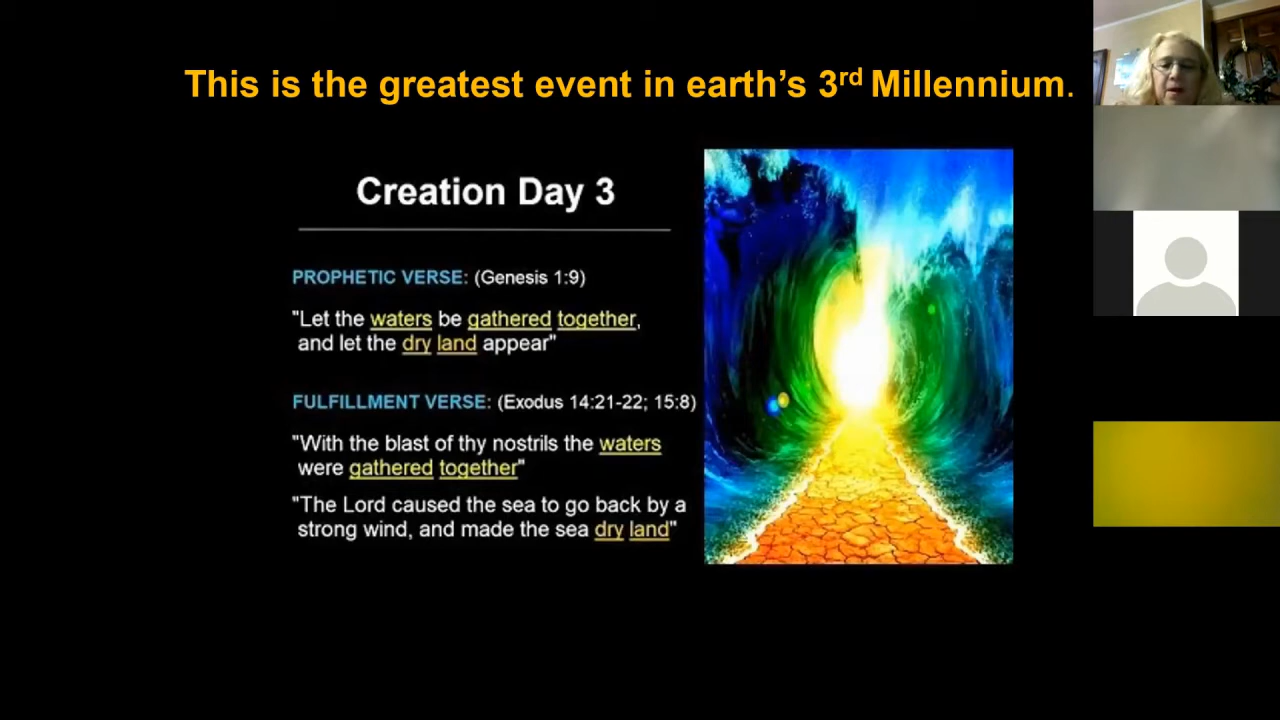 This is the greatest event in earth’s 3rd Millennium.
Creation Day 3
PROPHETIC VERSE: (Genesis 1:9)
"Let the waters be gathered together,
and let the dry land appear"
FULFILLMENT VERSE: (Exodus 14:21-22; 15:8)
"With the blast of thy nostrils the waters
were gathered together"
"The Lord caused the sea to go back by a
strong wind, and made the sea dry land"